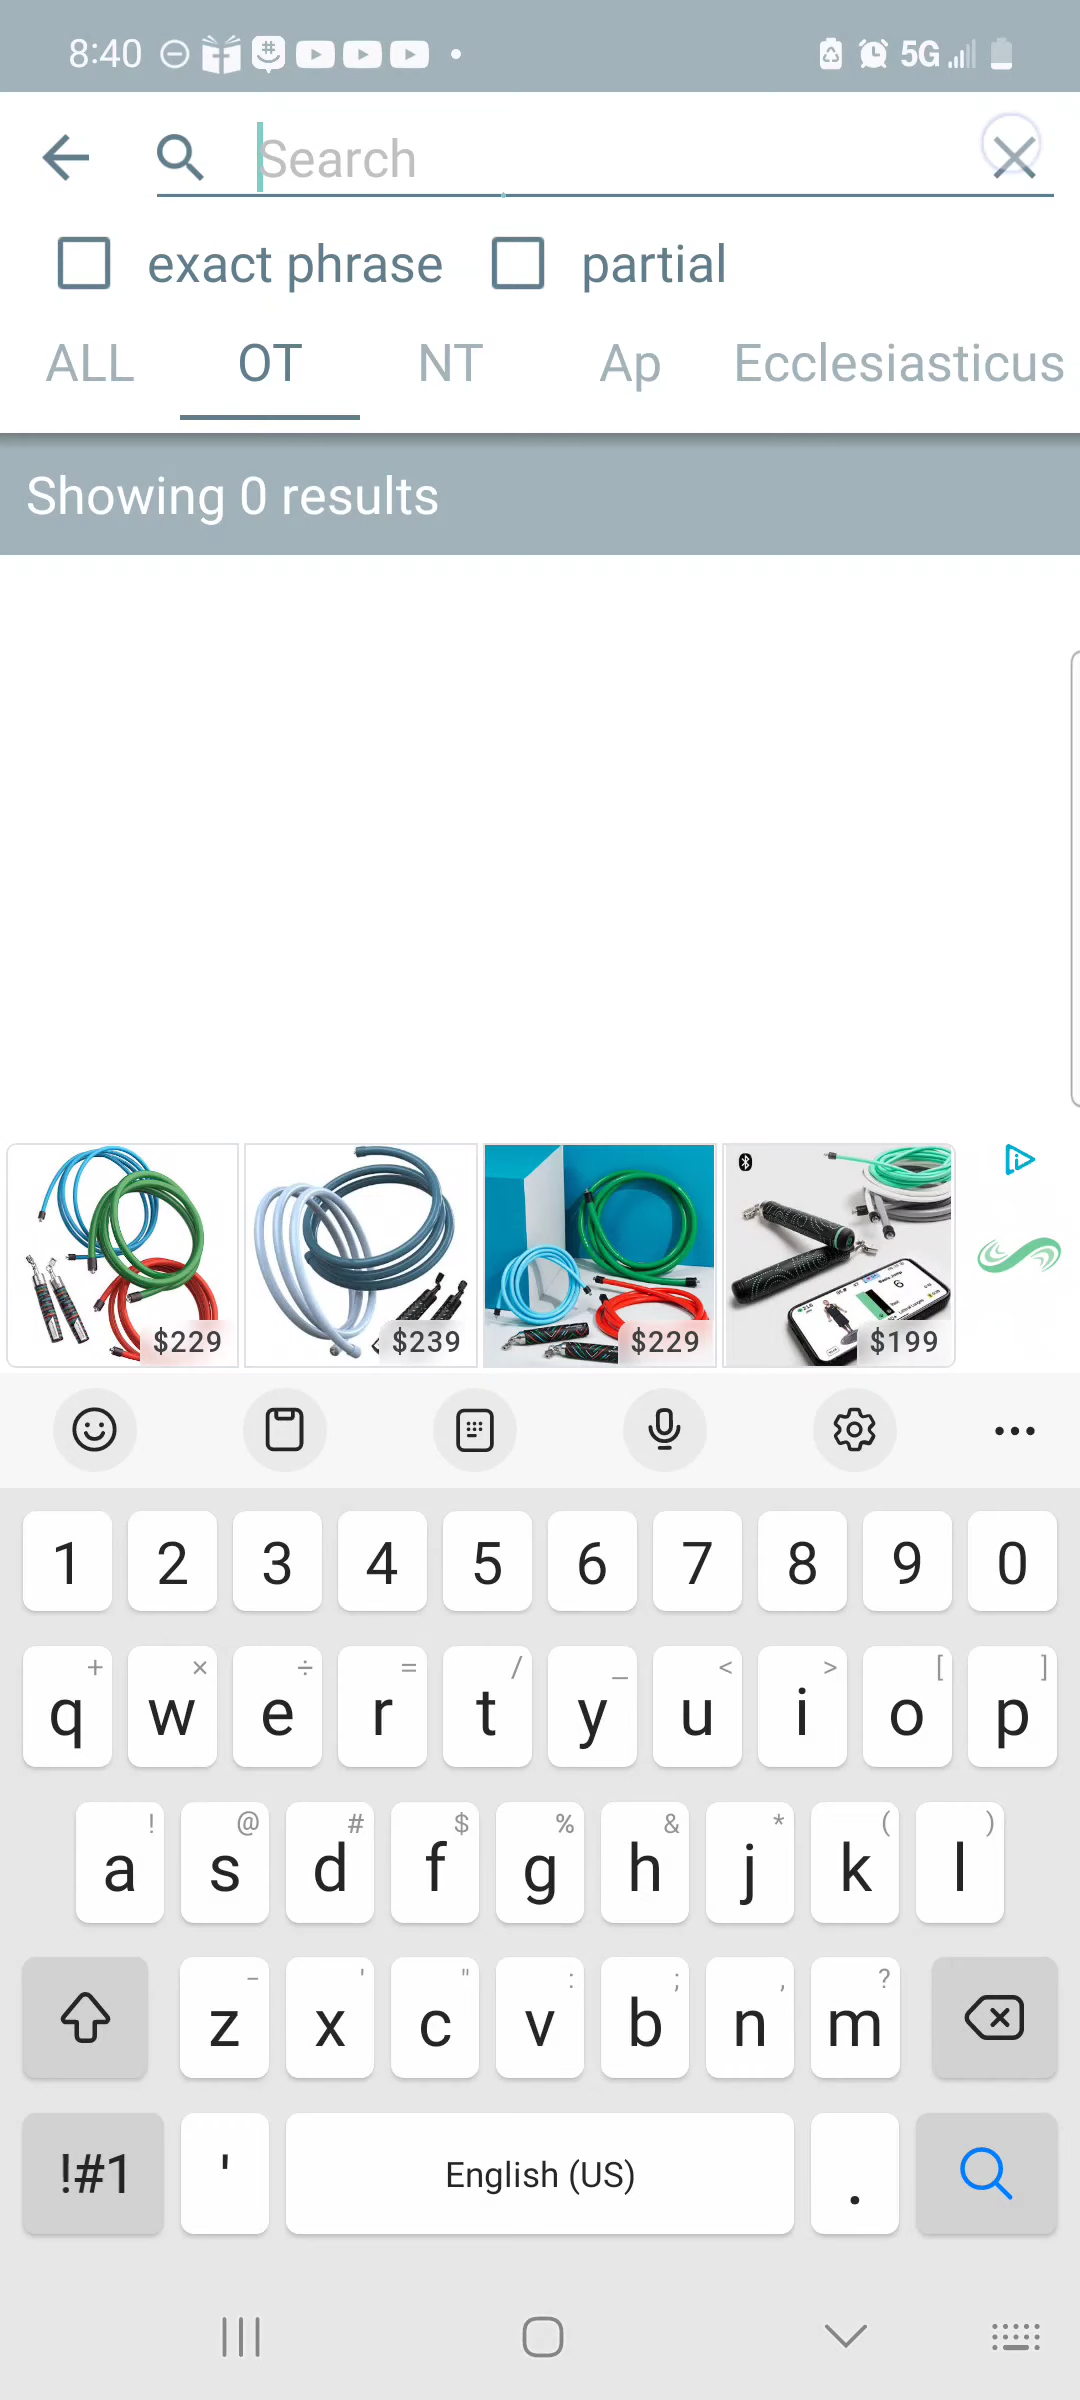 8:40 5G
Search
exact phrase partial
ALL OT NT Ap Ecclesiasticus
Showing 0 results
$229 $239 $229 $199
1 2 3 4 5 6 7 8 9 0
+ × ÷ = / _ < > [ ]
q w e r t y u i o p
! @ # $ % & * ( )
a s d f g h j k l
- ' " : ; , ?
z x c v b n m
!#1 ' English (US) .